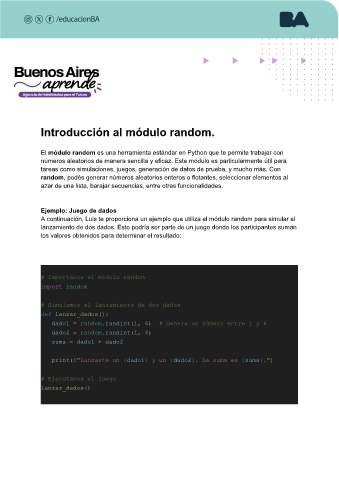 /educacionBA
BA
Buenos Aires
aprende
Agencia de Habilidades para el Futuro
Introducción al módulo random.
El módulo random es una herramienta estándar en Python que te permite trabajar con
números aleatorios de manera sencilla y eficaz. Este módulo es particularmente útil para
tareas como simulaciones, juegos, generación de datos de prueba, y mucho más. Con
random, podés generar números aleatorios enteros o flotantes, seleccionar elementos al
azar de una lista, barajar secuencias, entre otras funcionalidades.
Ejemplo: Juego de dados
A continuación, Luis te proporciona un ejemplo que utiliza el módulo random para simular el
lanzamiento de dos dados. Esto podría ser parte de un juego donde los participantes suman
los valores obtenidos para determinar el resultado:
# Importamos el módulo random
import random
# Simulamos el lanzamiento de dos dados
def lanzar_dados():
dado1 = random.randint(1, 6) # Genera un número entre 1 y 6
dado2 = random.randint(1, 6)
suma = dado1 + dado2
print(f"Lanzaste un {dado1} y un {dado2}. La suma es {suma}.")
# Ejecutamos el juego
lanzar_dados()